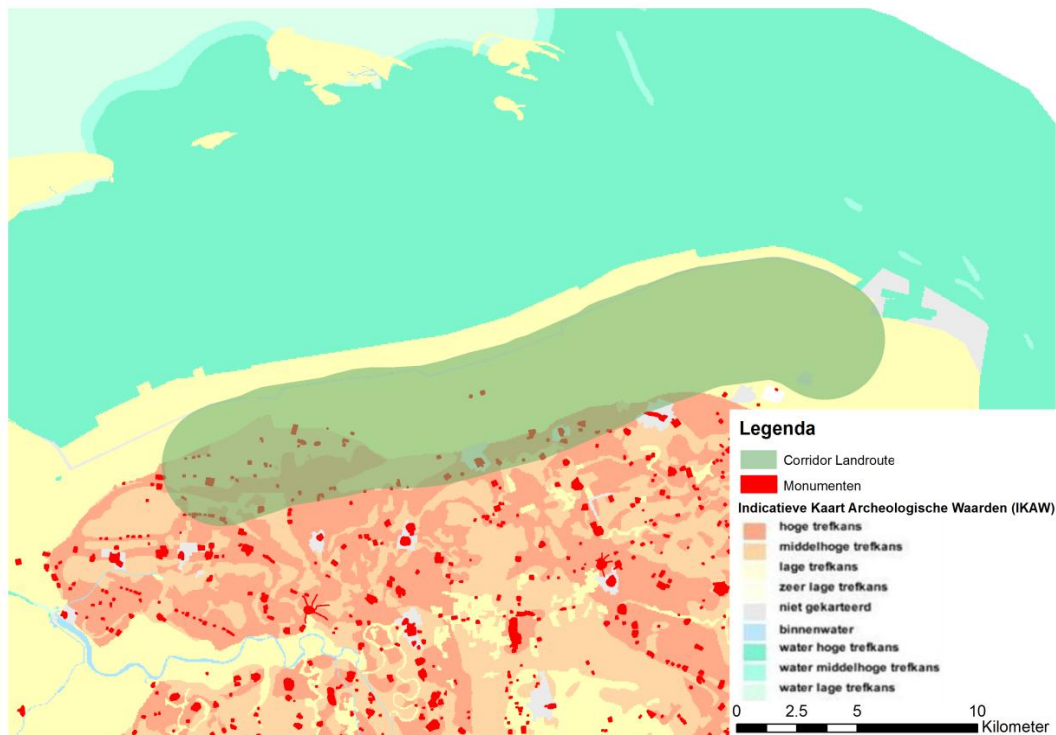 Legenda
Corridor Landroute
Monumenten
Indicatieve Kaart Archeologische Waarden (IKAW)
hoge trefkans
middelhoge trefkans
lage trefkans
zeer lage trefkans
niet gekarteerd
binnenwater
water hoge trefkans
water middelhoge trefkans
water lage trefkans
0 2.5 5 10
Kilometer